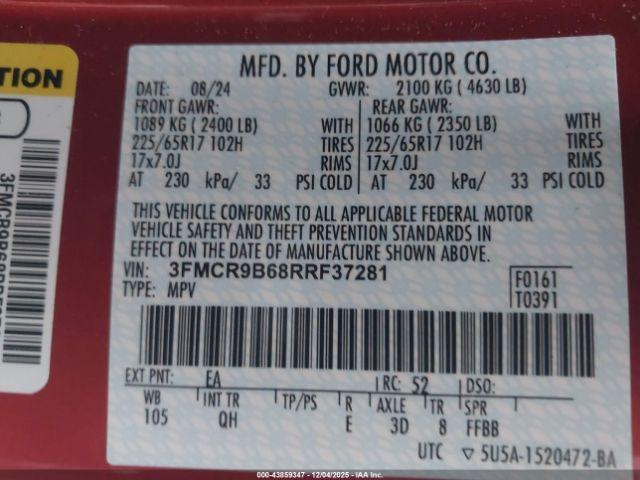 MFD. BY FORD MOTOR CO.
DATE: 08/24 GVWR: 2100 KG ( 4630 LB)
FRONT GAWR: REAR GAWR:
1089 KG ( 2400 LB) WITH 1066 KG ( 2350 LB) WITH
225/65R17 102H TIRES 225/65R17 102H TIRES
17x7.0J RIMS 17x7.0J RIMS
AT 230 kPa/ 33 PSI COLD AT 230 kPa/ 33 PSI COLD
THIS VEHICLE CONFORMS TO ALL APPLICABLE FEDERAL MOTOR
VEHICLE SAFETY AND THEFT PREVENTION STANDARDS IN
EFFECT ON THE DATE OF MANUFACTURE SHOWN ABOVE.
VIN: 3FMCR9B68RRF37281 F0161
TYPE: MPV T0391
EXT PNT: EA RC: 52 DSO:
WB INT TR TP/PS R AXLE TR SPR
105 QH E 3D 8 FFBB
UTC ▽ 5U5A-1520472-BA
© IAAI - 43859347 - 12/04/2025 - IAAI